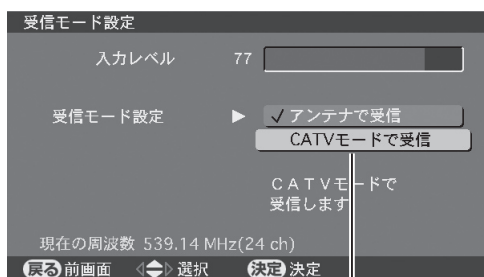 受信モード設定
入力レベル 77
受信モード設定 ▶ ✓アンテナで受信
CATVモードで受信
ＣＡＴＶモードで
受信します
現在の周波数 539.14 MHz(24 ch)
戻る 前画面 選択 決定 決定